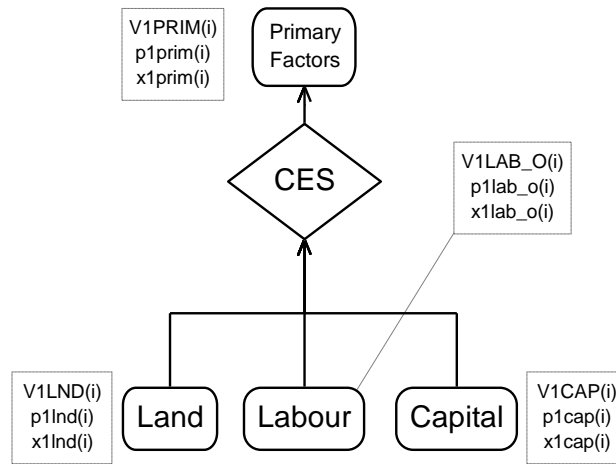 V1PRIM(i)
p1prim(i)
x1prim(i)
Primary
Factors
CES
V1LAB_O(i)
p1lab_o(i)
x1lab_o(i)
V1LND(i)
p1lnd(i)
x1lnd(i)
Land
Labour
Capital
V1CAP(i)
p1cap(i)
x1cap(i)